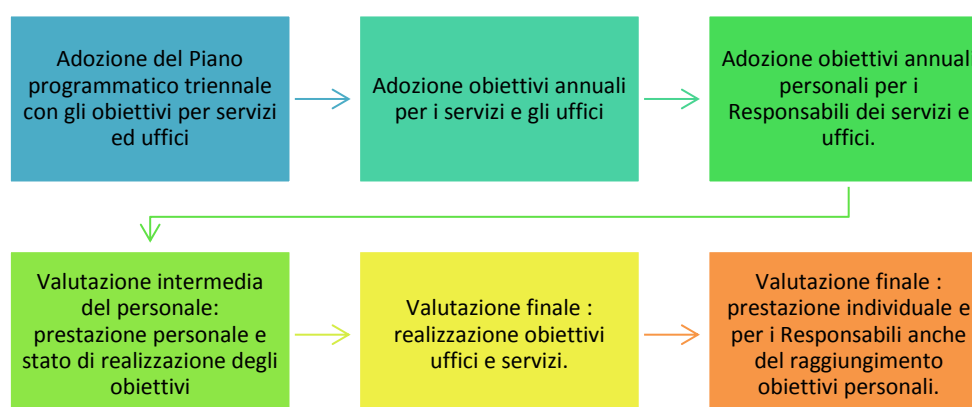 Adozione del Piano
programmatico triennale
con gli obiettivi per servizi
ed uffici
Adozione obiettivi annuali
per i servizi e gli uffici
Adozione obiettivi annuali
personali per i
Responsabili dei servizi e
uffici.
Valutazione intermedia
del personale:
prestazione personale e
stato di realizzazione degli
obiettivi
Valutazione finale :
realizzazione obiettivi
uffici e servizi.
Valutazione finale :
prestazione individuale e
per i Responsabili anche
del raggiungimento
obiettivi personali.